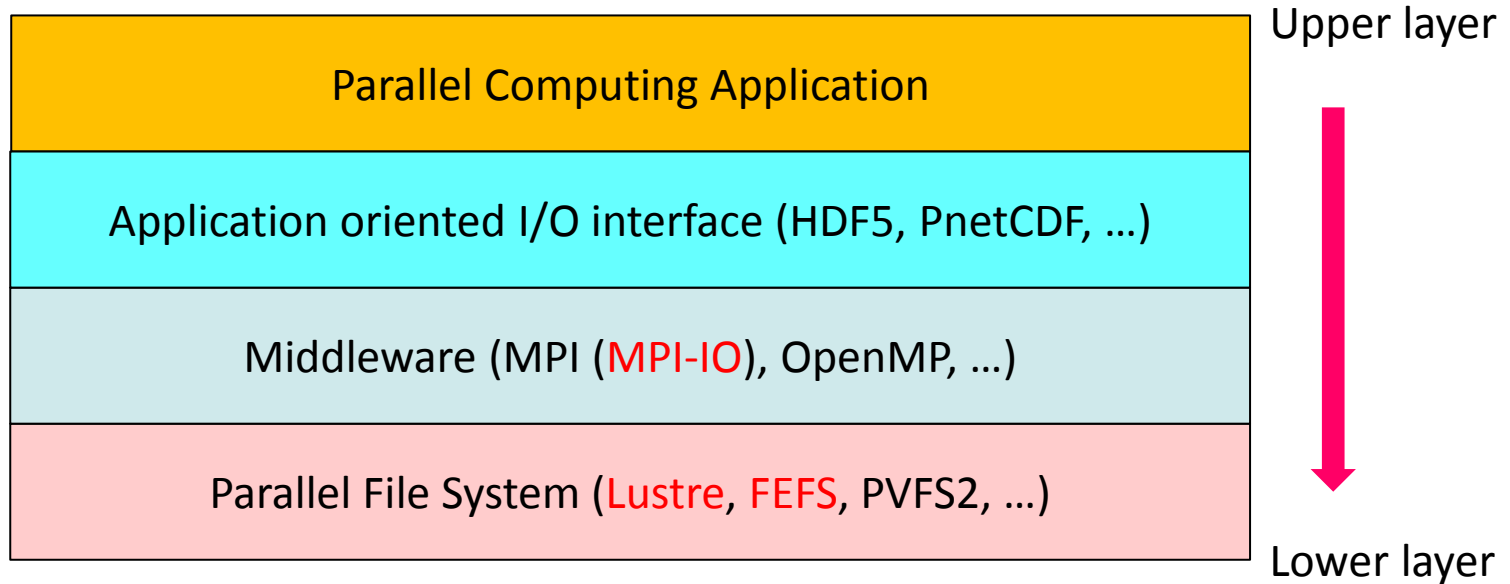 Upper layer
Parallel Computing Application
Application oriented I/O interface (HDF5, PnetCDF, …)
Middleware (MPI (MPI-IO), OpenMP, …)
Parallel File System (Lustre, FEFS, PVFS2, …)
Lower layer